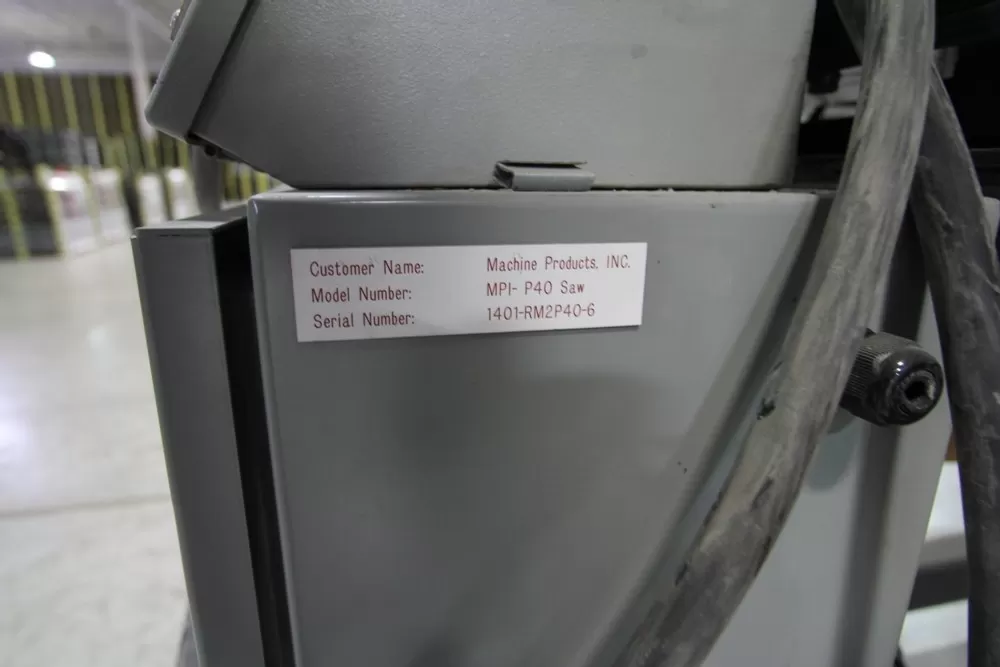 Customer Name: Machine Products, INC.
Model Number: MPI- P40 Saw
Serial Number: 1401-RM2P40-6